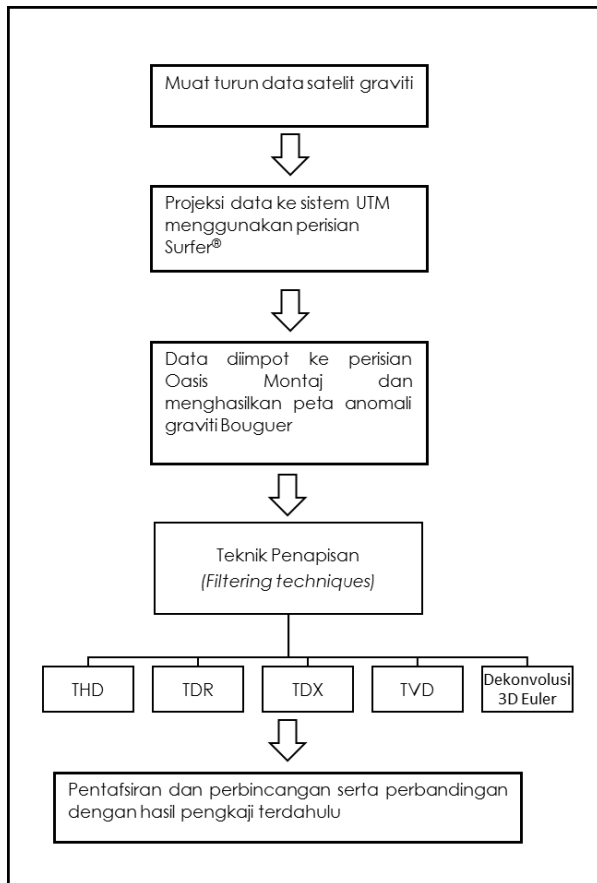 Muat turun data satelit graviti
Projeksi data ke sistem UTM
menggunakan perisian
Surfer®
Data diimpot ke perisian
Oasis Montaj dan
menghasilkan peta anomali
graviti Bouguer
Teknik Penapisan
(Filtering techniques)
THD
TDR
TDX
TVD
Dekonvolusi
3D Euler
Pentafsiran dan perbincangan serta perbandingan
dengan hasil pengkaji terdahulu